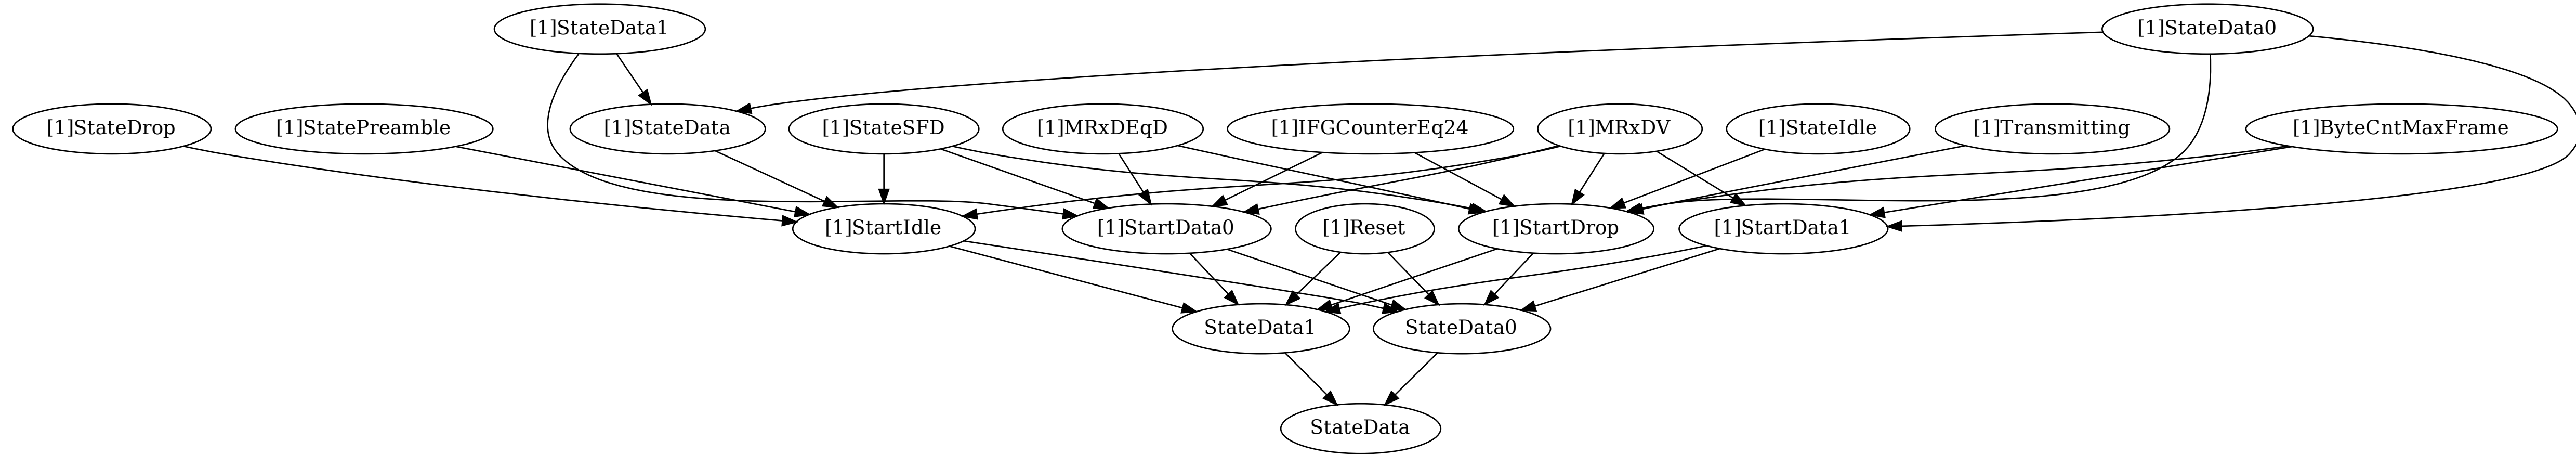 [1]StateData1
[1]StateData0
[1]StateDrop
[1]StatePreamble
[1]StateData
[1]StateSFD
[1]MRxDEqD
[1]IFGCounterEq24
[1]MRxDV
[1]StateIdle
[1]Transmitting
[1]ByteCntMaxFrame
[1]StartIdle
[1]StartData0
[1]Reset
[1]StartDrop
[1]StartData1
StateData1
StateData0
StateData